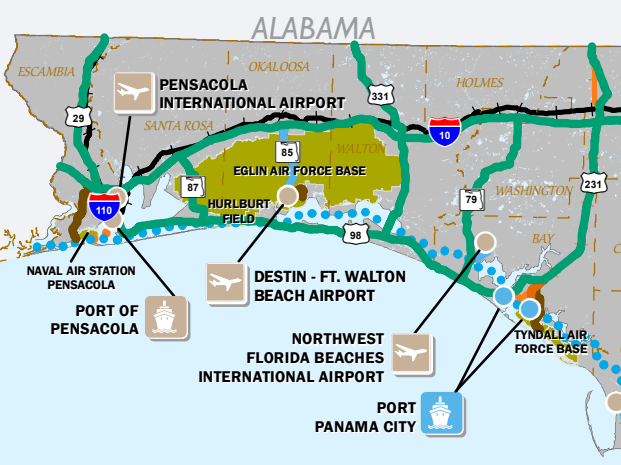 ALABAMA
ESCAMBIA
OKALOOSA
HOLMES
PENSACOLA
INTERNATIONAL AIRPORT
331
29
SANTA ROSA
10
WALTON
85
EGLIN AIR FORCE BASE
87
WASHINGTON
231
79
110
HURLBURT
FIELD
98
BAY
NAVAL AIR STATION
PENSACOLA
DESTIN - FT. WALTON
BEACH AIRPORT
PORT OF
PENSACOLA
NORTHWEST
FLORIDA BEACHES
INTERNATIONAL AIRPORT
TYNDALL AIR
FORCE BASE
PORT
PANAMA CITY
C